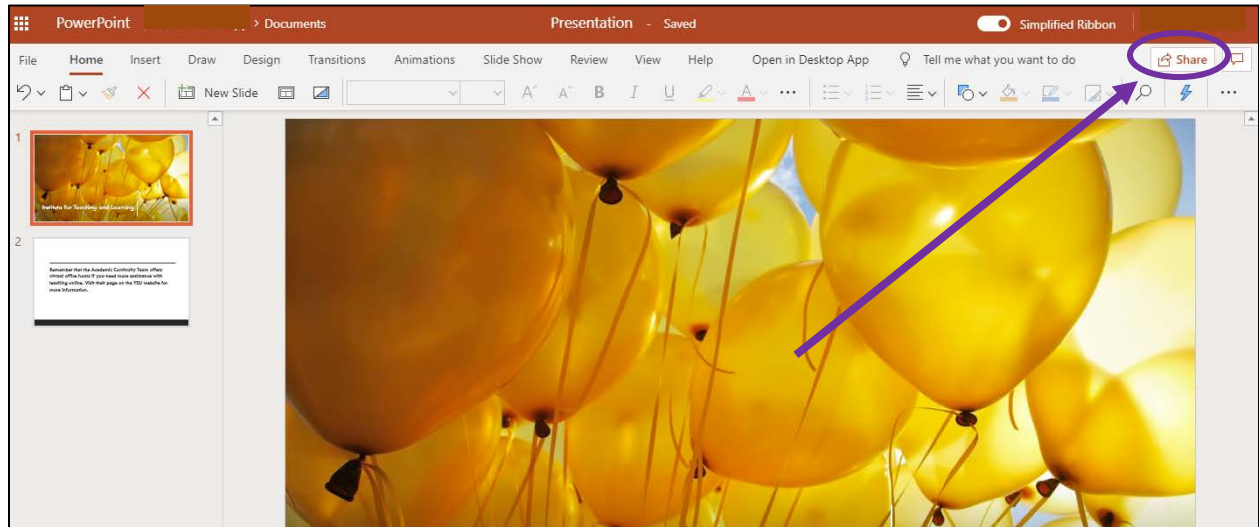 PowerPoint > Documents Presentation - Saved Simplified Ribbon
File Home Insert Draw Design Transitions Animations Slide Show Review View Help Open in Desktop App Tell me what you want to do Share
New Slide A A B I U A
1
Institute for Teaching and Learning
2
Remember that the Academic Continuity Team offers
virtual office hours if you need more assistance with
teaching online. Visit their page on the YSU website for
more information.